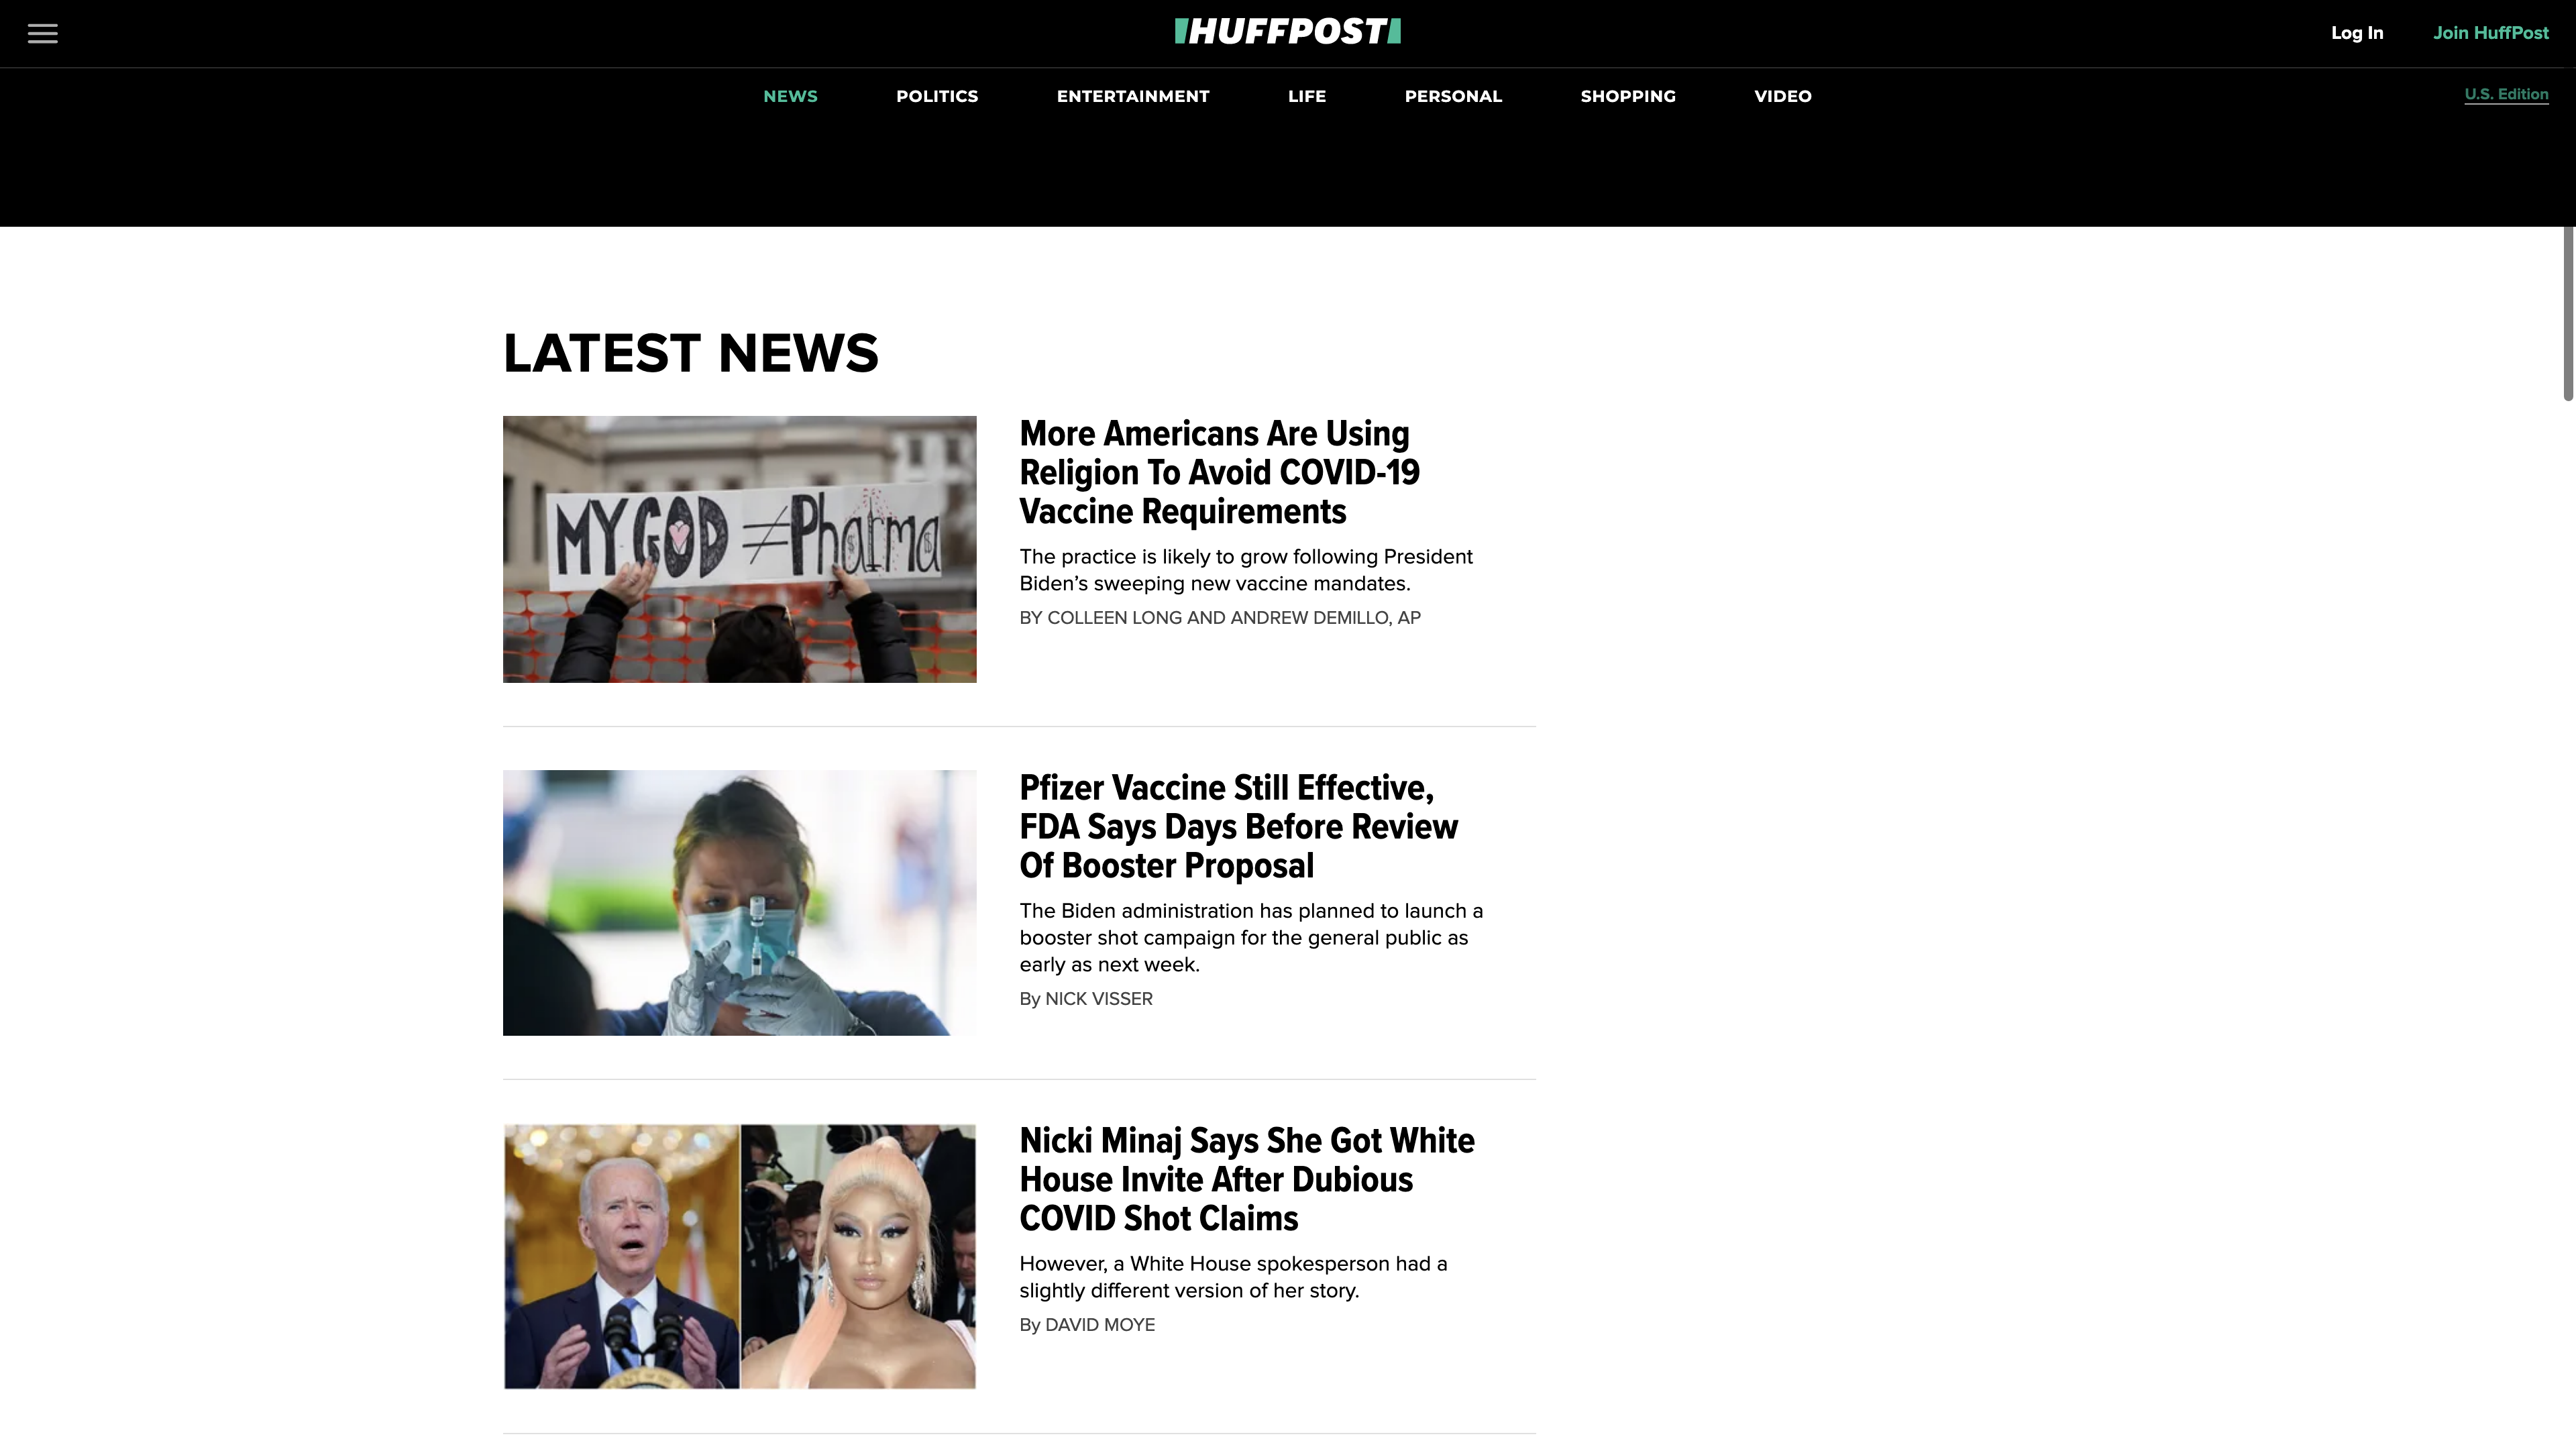 HUFFPOST
Log In
Join HuffPost
NEWS
POLITICS
ENTERTAINMENT
LIFE
PERSONAL
SHOPPING
VIDEO
U.S. Edition
LATEST NEWS
MY GOD ≠ Pharma
More Americans Are Using
Religion To Avoid COVID-19
Vaccine Requirements
The practice is likely to grow following President
Biden’s sweeping new vaccine mandates.
BY COLLEEN LONG AND ANDREW DEMILLO, AP
Pfizer Vaccine Still Effective,
FDA Says Days Before Review
Of Booster Proposal
The Biden administration has planned to launch a
booster shot campaign for the general public as
early as next week.
By NICK VISSER
Nicki Minaj Says She Got White
House Invite After Dubious
COVID Shot Claims
However, a White House spokesperson had a
slightly different version of her story.
By DAVID MOYE